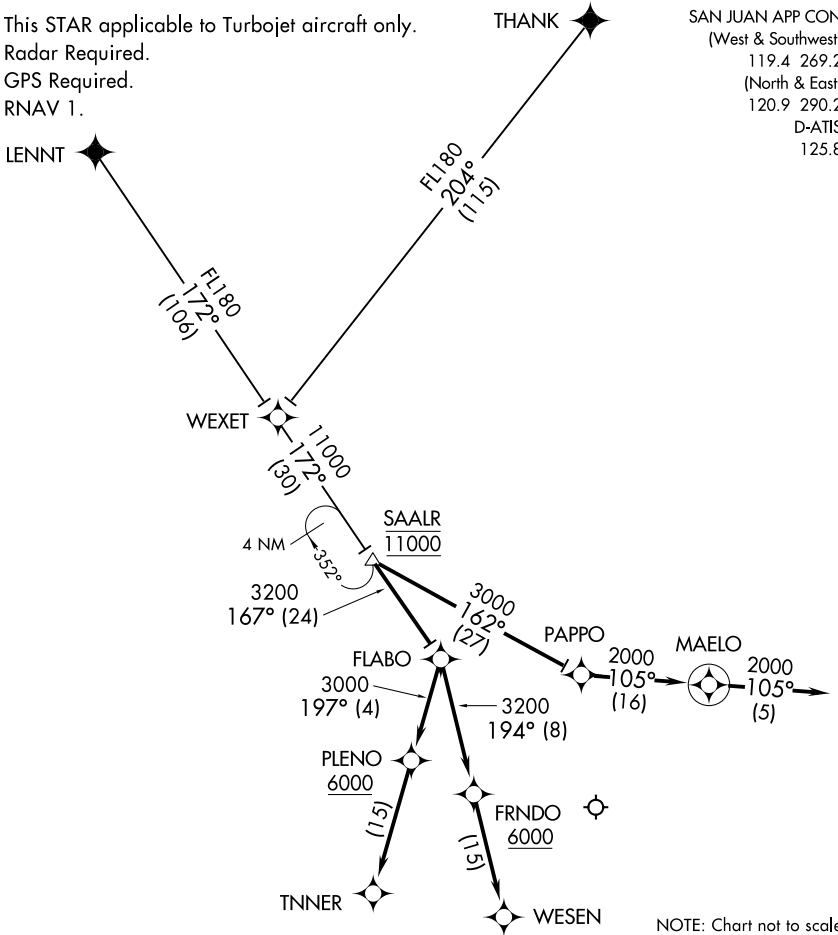 This STAR applicable to Turbojet aircraft only.
Radar Required.
GPS Required.
RNAV 1.
THANK
SAN JUAN APP CON
(West & Southwest
119.4 269.2
(North & East
120.9 290.2
D-ATIS
125.8
LENNT
FL180
204°
(115)
FL180
172°
(106)
WEXET
11000
172°
(30)
SAALR
11000
4 NM
352°
3200
167° (24)
3000
162°
(27)
PAPPO
MAELO
2000
105°
(16)
2000
105°
(5)
FLABO
3000
197° (4)
3200
194° (8)
PLENO
6000
FRNDO
6000
(15)
(15)
TNNER
WESEN
NOTE: Chart not to scale